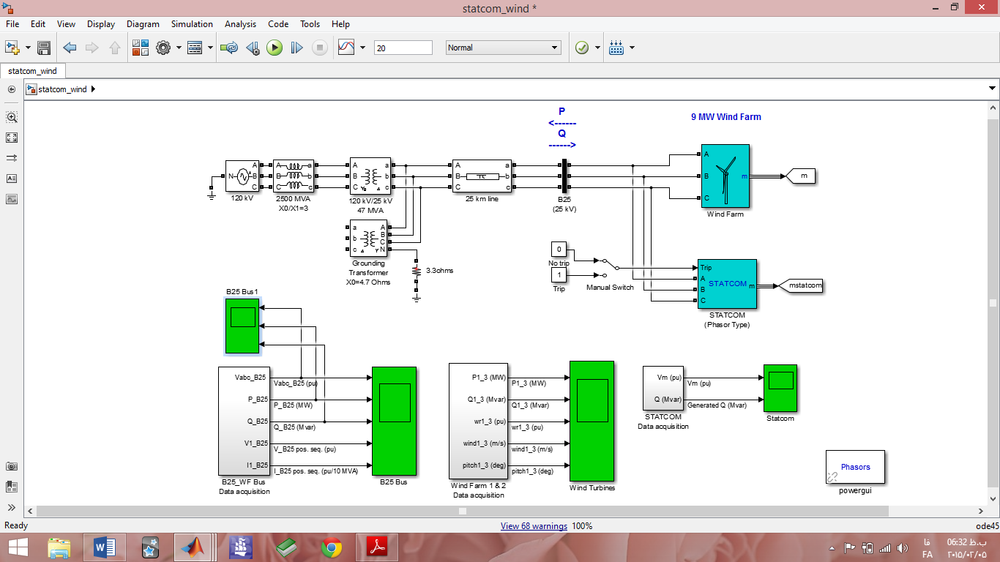 statcom_wind *
File Edit View Display Diagram Simulation Analysis Code Tools Help
20
Normal
statcom_wind
statcom_wind
P
<------
Q
------>
9 MW Wind Farm
N A B C
120 kV
A B C a b c
2500 MVA
X0/X1=3
A B C a b c
120 kV/25 kV
47 MVA
A B C a b c
25 km line
B25
(25 kV)
A B C m
Wind Farm
m
a b c A B C N
Grounding
Transformer
X0=4.7 Ohms
3.3ohms
0
No trip
1
Trip
Manual Switch
Trip
A
B
C
STATCOM
m
STATCOM
(Phasor Type)
mstatcom
B25 Bus1
Vabc_B25
Vabc_B25 (pu)
P_B25
P_B25 (MW)
Q_B25
Q_B25 (Mvar)
V1_B25
V_B25 pos. seq. (pu)
I1_B25
I_B25 pos. seq. (pu/10 MVA)
B25_WF Bus
Data acquisition
B25 Bus
P1_3 (MW)
P1_3 (MW)
Q1_3 (Mvar)
Q1_3 (Mvar)
wr1_3 (pu)
wr1_3 (pu)
wind1_3 (m/s)
wind1_3 (m/s)
pitch1_3 (deg)
pitch1_3 (deg)
Wind Farm 1 & 2
Data acquisition
Wind Turbines
Vm (pu)
Vm (pu)
Q (Mvar)
Generated Q (Mvar)
STATCOM
Data acquisition
Statcom
Phasors
powergui
Ready
View 68 warnings
100%
ode45
فا
FA
06:32 ب.ظ
۲۰۱۵/۰۲/۰۵